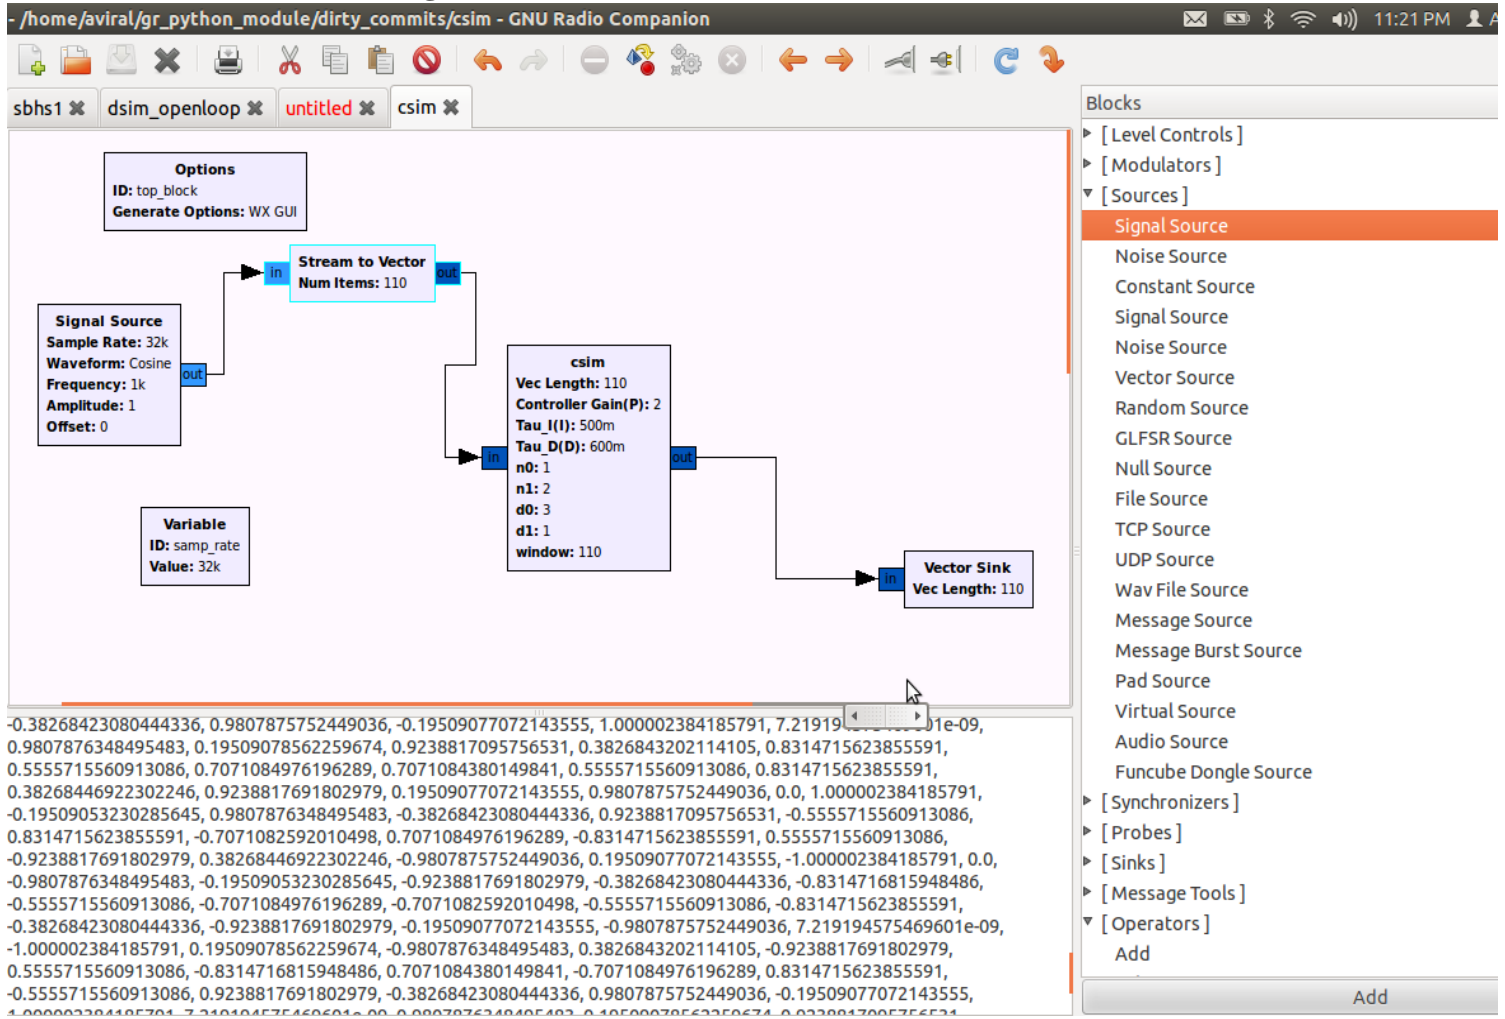 - /home/aviral/gr_python_module/dirty_commits/csim - GNU Radio Companion
11:21 PM
sbhs1
dsim_openloop
untitled
csim
Options
ID: top_block
Generate Options: WX GUI
Stream to Vector
Num Items: 110
in
out
Signal Source
Sample Rate: 32k
Waveform: Cosine
Frequency: 1k
Amplitude: 1
Offset: 0
out
csim
Vec Length: 110
Controller Gain(P): 2
Tau_I(I): 500m
Tau_D(D): 600m
n0: 1
n1: 2
d0: 3
d1: 1
window: 110
in
out
Variable
ID: samp_rate
Value: 32k
Vector Sink
Vec Length: 110
in
-0.38268423080444336, 0.9807875752449036, -0.19509077072143555, 1.000002384185791,
0.9807876348495483, 0.19509078562259674, 0.9238817095756531, 0.3826843202114105, 0.8314715623855591,
0.5555715560913086, 0.7071084976196289, 0.7071084380149841, 0.5555715560913086, 0.8314715623855591,
0.38268446922302246, 0.9238817691802979, 0.19509077072143555, 0.9807875752449036, 0.0, 1.000002384185791,
-0.19509053230285645, 0.9807876348495483, -0.38268423080444336, 0.9238817095756531, -0.5555715560913086,
0.8314715623855591, -0.7071082592010498, 0.7071084976196289, -0.8314715623855591, 0.5555715560913086,
-0.9238817691802979, 0.38268446922302246, -0.9807875752449036, 0.19509077072143555, -1.000002384185791, 0.0,
-0.9807876348495483, -0.19509053230285645, -0.9238817691802979, -0.38268423080444336, -0.8314716815948486,
-0.5555715560913086, -0.7071084976196289, -0.7071082592010498, -0.5555715560913086, -0.8314715623855591,
-0.38268423080444336, -0.9238817691802979, -0.19509077072143555, -0.9807875752449036, 7.219194575469601e-09,
-1.000002384185791, 0.19509078562259674, -0.9807876348495483, 0.3826843202114105, -0.9238817691802979,
0.5555715560913086, -0.8314716815948486, 0.7071084380149841, -0.7071084976196289, 0.8314715623855591,
-0.5555715560913086, 0.9238817691802979, -0.38268423080444336, 0.9807875752449036, -0.19509077072143555,
Blocks
[ Level Controls ]
[ Modulators ]
[ Sources ]
Signal Source
Noise Source
Constant Source
Signal Source
Noise Source
Vector Source
Random Source
GLFSR Source
Null Source
File Source
TCP Source
UDP Source
Wav File Source
Message Source
Message Burst Source
Pad Source
Virtual Source
Audio Source
Funcube Dongle Source
[ Synchronizers ]
[ Probes ]
[ Sinks ]
[ Message Tools ]
[ Operators ]
Add
Add